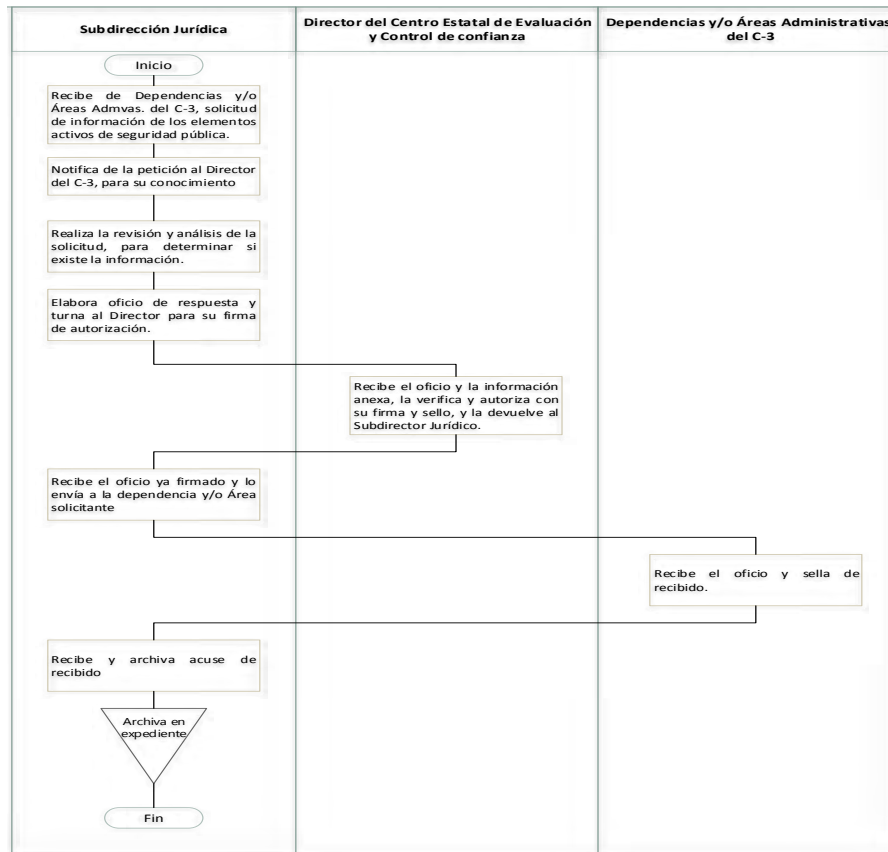 Subdirección Jurídica
Director del Centro Estatal de Evaluación
y Control de confianza
Dependencias y/o Áreas Administrativas
del C-3
Inicio
Recibe de Dependencias y/o
Áreas Admvas. del C-3, solicitud
de información de los elementos
activos de seguridad pública.
Notifica de la petición al Director
del C-3, para su conocimiento
Realiza la revisión y análisis de la
solicitud, para determinar si
existe la información.
Elabora oficio de respuesta y
turna al Director para su firma
de autorización.
Recibe el oficio y la información
anexa, la verifica y autoriza con
su firma y sello, y la devuelve al
Subdirector Jurídico.
Recibe el oficio ya firmado y lo
envía a la dependencia y/o Área
solicitante
Recibe el oficio y sella de
recibido.
Recibe y archiva acuse de
recibido
Archiva en
expediente
Fin